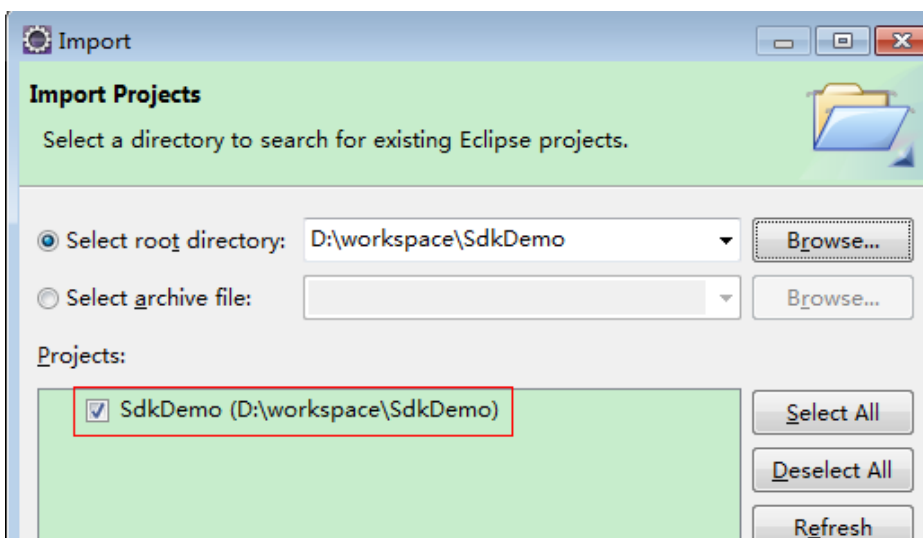 Import
Import Projects
Select a directory to search for existing Eclipse projects.
Select root directory: D:\workspace\SdkDemo Browse...
Select archive file: Browse...
Projects:
SdkDemo (D:\workspace\SdkDemo)
Select All
Deselect All
Refresh